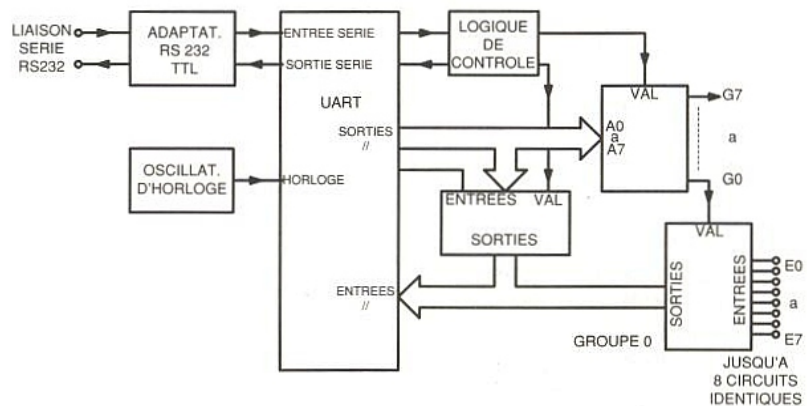 LIAISON
SERIE
RS232
ADAPTAT.
RS 232
TTL
ENTREE SERIE
SORTIE SERIE
UART
LOGIQUE
DE
CONTROLE
VAL
G7
A0
a
A7
a
G0
SORTIES
//
OSCILLAT.
D'HORLOGE
HORLOGE
ENTREES
VAL
SORTIES
VAL
SORTIES
ENTREES
E0
a
E7
ENTREES
//
GROUPE 0
JUSQU'A
8 CIRCUITS
IDENTIQUES